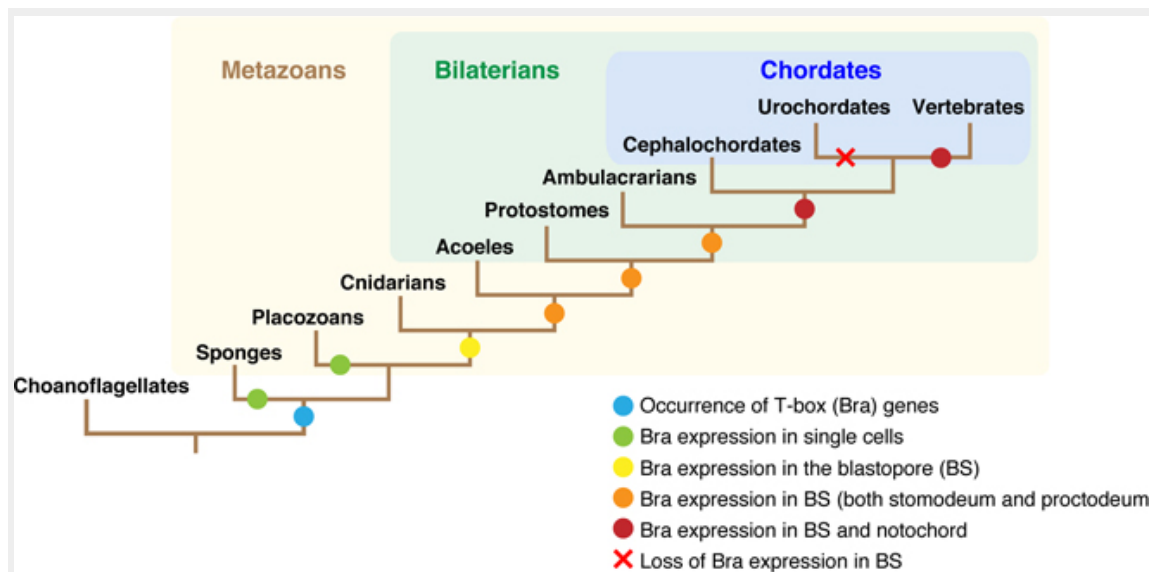 Metazoans
Bilaterians
Chordates
Urochordates
Vertebrates
Cephalochordates
Ambulacrarians
Protostomes
Acoeles
Cnidarians
Placozoans
Sponges
Choanoflagellates
Occurrence of T-box (Bra) genes
Bra expression in single cells
Bra expression in the blastopore (BS)
Bra expression in BS (both stomodeum and proctodeum
Bra expression in BS and notochord
Loss of Bra expression in BS